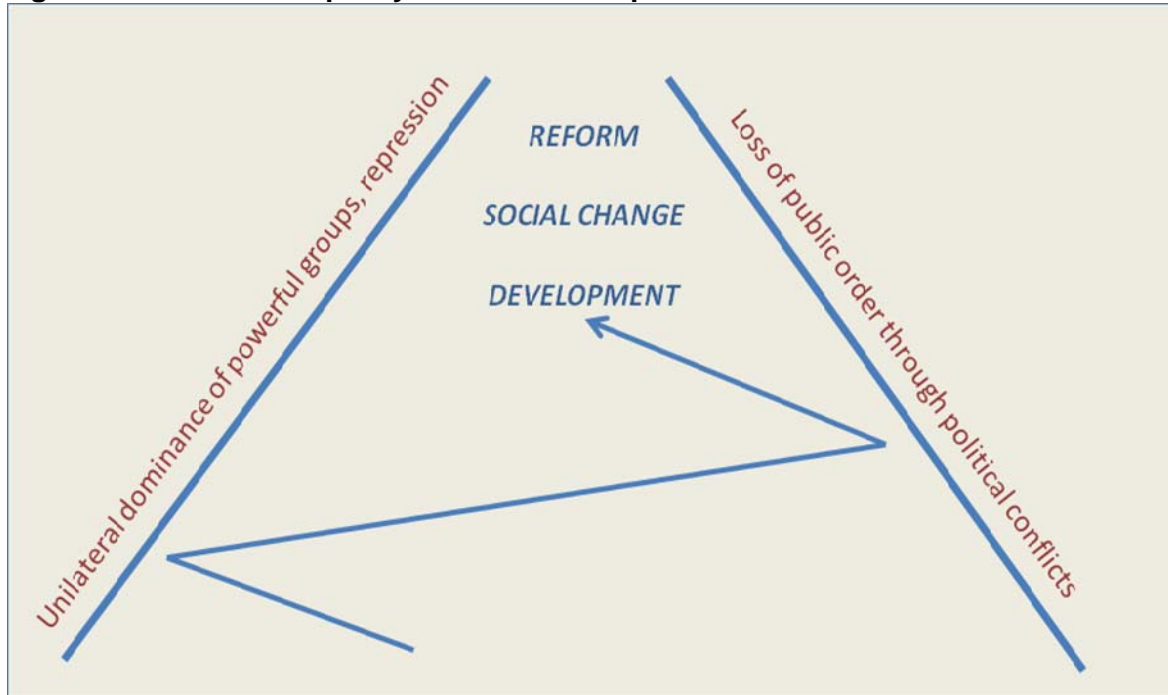 Unilateral dominance of powerful groups, repression
REFORM
SOCIAL CHANGE
DEVELOPMENT
Loss of public order through political conflicts